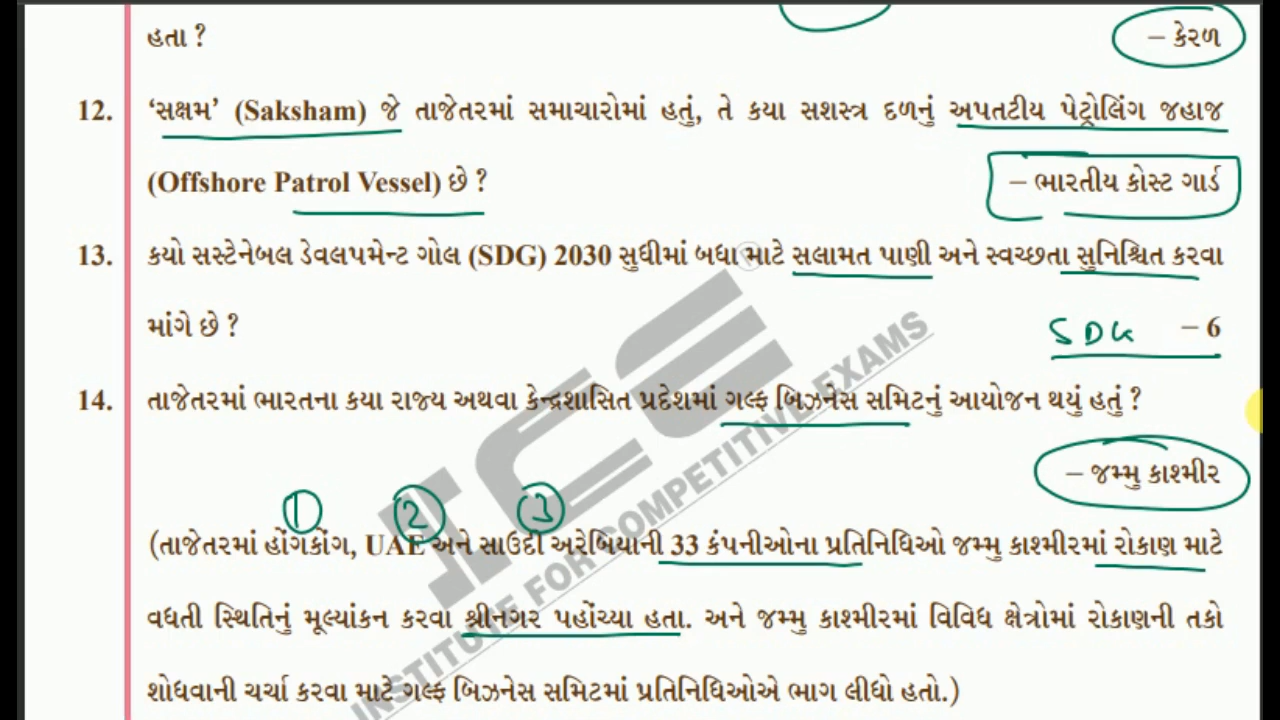 હતા ?
– કેરળ
12. ‘સક્ષમ’ (Saksham) જે તાજેતરમાં સમાચારોમાં હતું, તે કયા સશસ્ત્ર દળનું અપતટીય પેટ્રોલિંગ જહાજ
(Offshore Patrol Vessel) છે ?
– ભારતીય કોસ્ટ ગાર્ડ
13. કયો સસ્ટેનેબલ ડેવલપમેન્ટ ગોલ (SDG) 2030 સુધીમાં બધા માટે સલામત પાણી અને સ્વચ્છતા સુનિશ્ચિત કરવા
માંગે છે ?
SDG – 6
14. તાજેતરમાં ભારતના કયા રાજ્ય અથવા કેન્દ્રશાસિત પ્રદેશમાં ગલ્ફ બિઝનેસ સમિટનું આયોજન થયું હતું ?
– જમ્મુ કાશ્મીર
1 2 3
(તાજેતરમાં હોંગકોંગ, UAE અને સાઉદી અરેબિયાની 33 કંપનીઓના પ્રતિનિધિઓ જમ્મુ કાશ્મીરમાં રોકાણ માટે
વધતી સ્થિતિનું મૂલ્યાંકન કરવા શ્રીનગર પહોંચ્યા હતા. અને જમ્મુ કાશ્મીરમાં વિવિધ ક્ષેત્રોમાં રોકાણની તકો
શોધવાની ચર્ચા કરવા માટે ગલ્ફ બિઝનેસ સમિટમાં પ્રતિનિધિઓએ ભાગ લીધો હતો.)
ICE ®
INSTITUTE FOR COMPETITIVE EXAMS